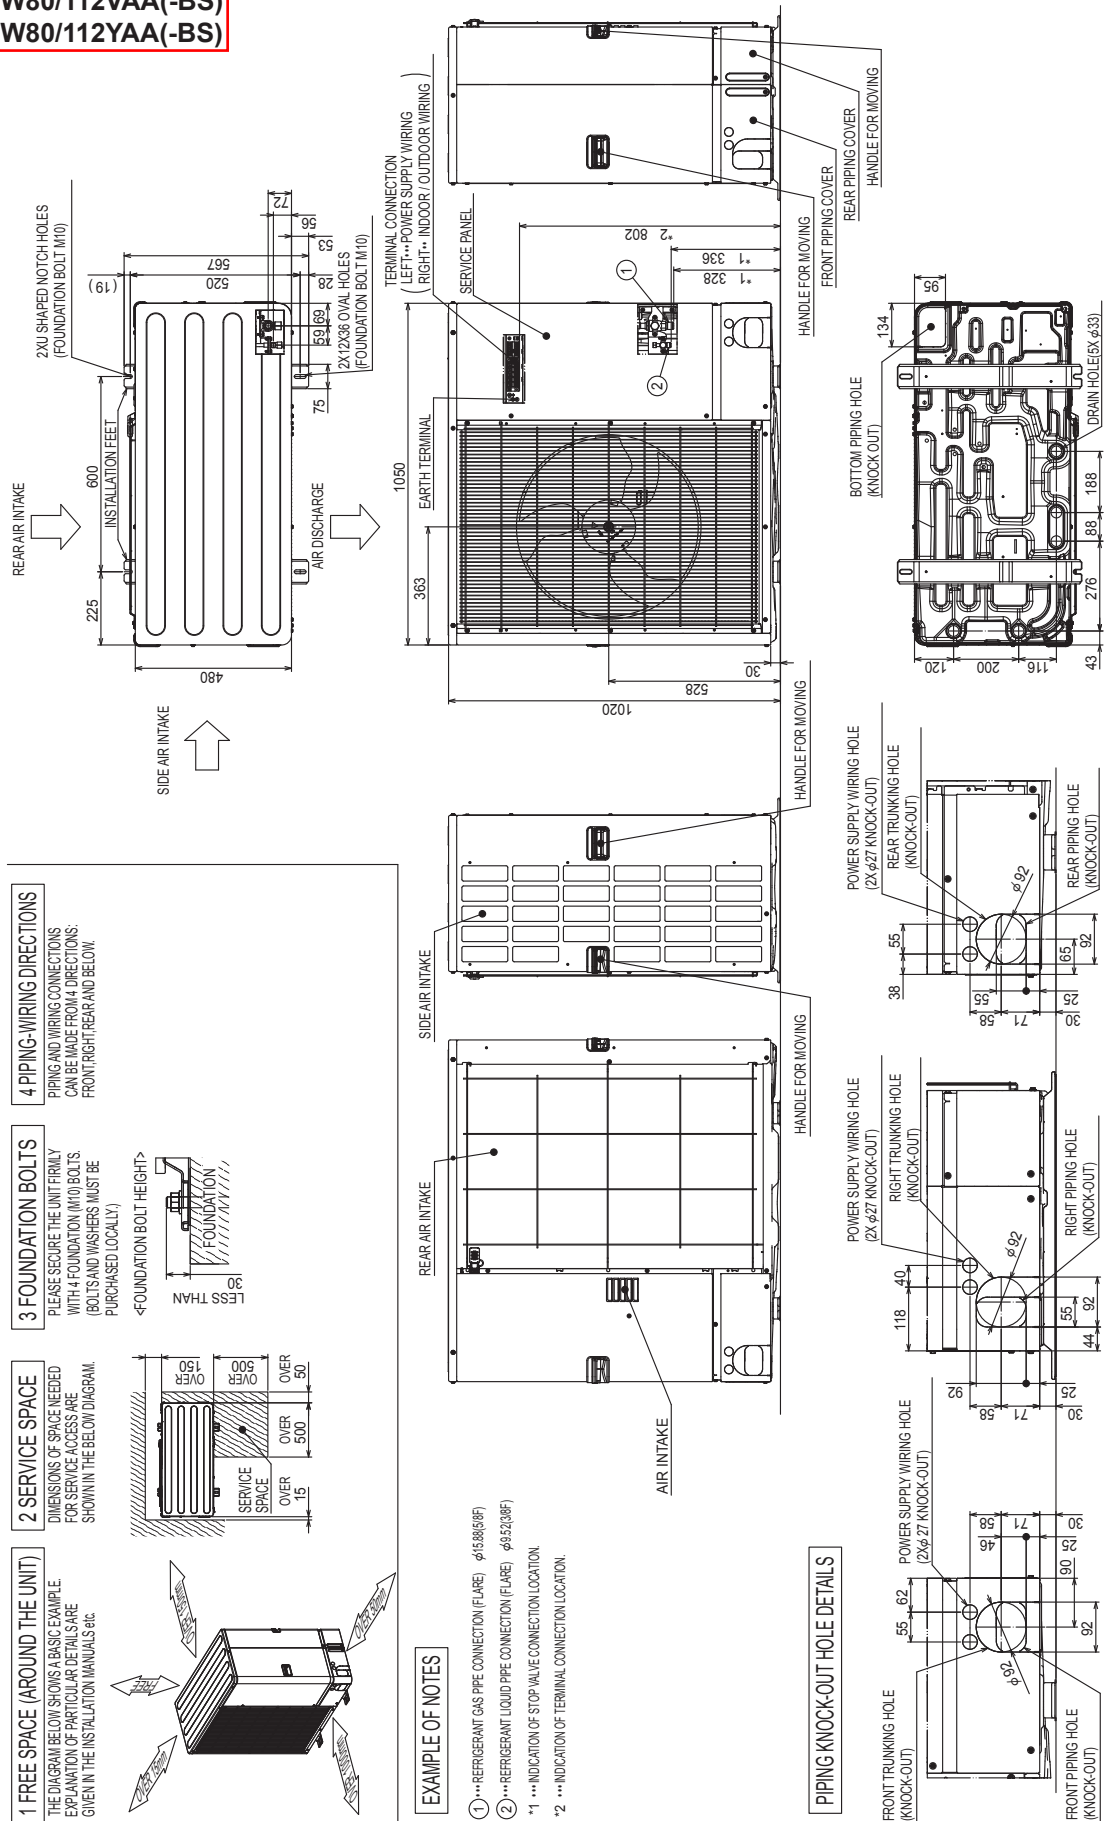 W80/112VAA(-BS)
W80/112YAA(-BS)
1 FREE SPACE (AROUND THE UNIT)
THE DIAGRAM BELOW SHOWS A BASIC EXAMPLE.
EXPLANATION OF PARTICULAR DETAILS ARE
GIVEN IN THE INSTALLATION MANUALS etc.
FREE
OVER 15mm
2 SERVICE SPACE
DIMENSIONS OF SPACE NEEDED
FOR SERVICE ACCESS ARE
SHOWN IN THE BELOW DIAGRAM.
OVER
150
OVER
500
SERVICE
SPACE
OVER
15
OVER
500
OVER
50
3 FOUNDATION BOLTS
PLEASE SECURE THE UNIT FIRMLY
WITH 4 FOUNDATION (M10) BOLTS.
(BOLTS AND WASHERS MUST BE
PURCHASED LOCALLY.)
<FOUNDATION BOLT HEIGHT>
FOUNDATION
LESS THAN
30
4 PIPING-WIRING DIRECTIONS
PIPING AND WIRING CONNECTIONS
CAN BE MADE FROM 4 DIRECTIONS:
FRONT,RIGHT,REAR AND BELOW.
REAR AIR INTAKE
SIDE AIR INTAKE
AIR DISCHARGE
INSTALLATION FEET
2XU SHAPED NOTCH HOLES
(FOUNDATION BOLT M10)
2X12X36 OVAL HOLES
(FOUNDATION BOLT M10)
225
600
480
75
(19)
567
520
28
53
56
72
59
69
EXAMPLE OF NOTES
1 •••REFRIGERANT GAS PIPE CONNECTION (FLARE) φ15.88(5/8F)
2 •••REFRIGERANT LIQUID PIPE CONNECTION (FLARE) φ9.52(3/8F)
*1 •••INDICATION OF STOP VALVE CONNECTION LOCATION.
*2 •••INDICATION OF TERMINAL CONNECTION LOCATION.
REAR AIR INTAKE
AIR INTAKE
HANDLE FOR MOVING
SIDE AIR INTAKE
HANDLE FOR MOVING
1050
363
1020
528
30
EARTH TERMINAL
TERMINAL CONNECTION
LEFT•••POWER SUPPLY WIRING
RIGHT•• INDOOR / OUTDOOR WIRING
SERVICE PANEL
1
2
*2 802
*1 336
*1 328
HANDLE FOR MOVING
FRONT PIPING COVER
REAR PIPING COVER
HANDLE FOR MOVING
PIPING KNOCK-OUT HOLE DETAILS
FRONT TRUNKING HOLE
(KNOCK-OUT)
FRONT PIPING HOLE
(KNOCK-OUT)
POWER SUPPLY WIRING HOLE
(2Xφ27 KNOCK-OUT)
55
62
92
90
φ92
46
58
71
25
30
POWER SUPPLY WIRING HOLE
(2Xφ27 KNOCK-OUT)
RIGHT TRUNKING HOLE
(KNOCK-OUT)
RIGHT PIPING HOLE
(KNOCK-OUT)
118
40
44
55
92
φ92
92
58
71
25
30
POWER SUPPLY WIRING HOLE
(2Xφ27 KNOCK-OUT)
REAR TRUNKING HOLE
(KNOCK-OUT)
REAR PIPING HOLE
(KNOCK-OUT)
38
55
65
92
φ92
55
58
71
25
30
BOTTOM PIPING HOLE
(KNOCK OUT)
DRAIN HOLE(5X φ33)
134
95
120
200
116
43
276
88
188